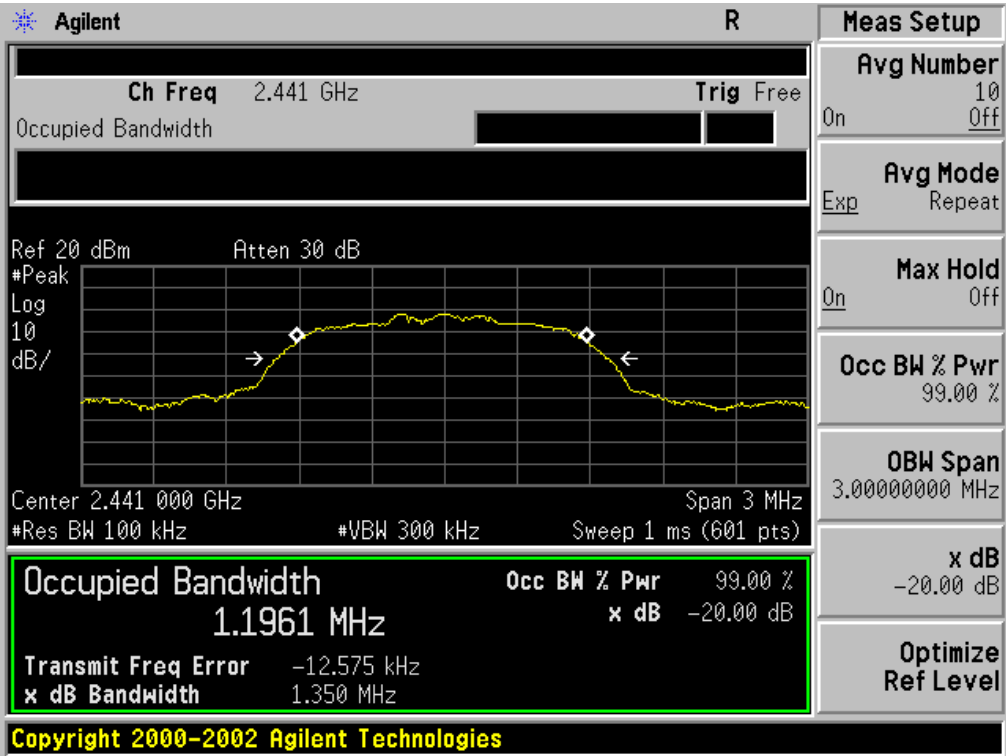 Agilent R
Ch Freq 2.441 GHz Trig Free
Occupied Bandwidth
Ref 20 dBm Atten 30 dB
#Peak
Log
10
dB/
Center 2.441 000 GHz Span 3 MHz
#Res BW 100 kHz #VBW 300 kHz Sweep 1 ms (601 pts)
Occupied Bandwidth Occ BW % Pwr 99.00 %
1.1961 MHz x dB -20.00 dB
Transmit Freq Error -12.575 kHz
x dB Bandwidth 1.350 MHz
Copyright 2000-2002 Agilent Technologies
Meas Setup
Avg Number
10
On Off
Avg Mode
Exp Repeat
Max Hold
On Off
Occ BW % Pwr
99.00 %
OBW Span
3.00000000 MHz
x dB
-20.00 dB
Optimize
Ref Level